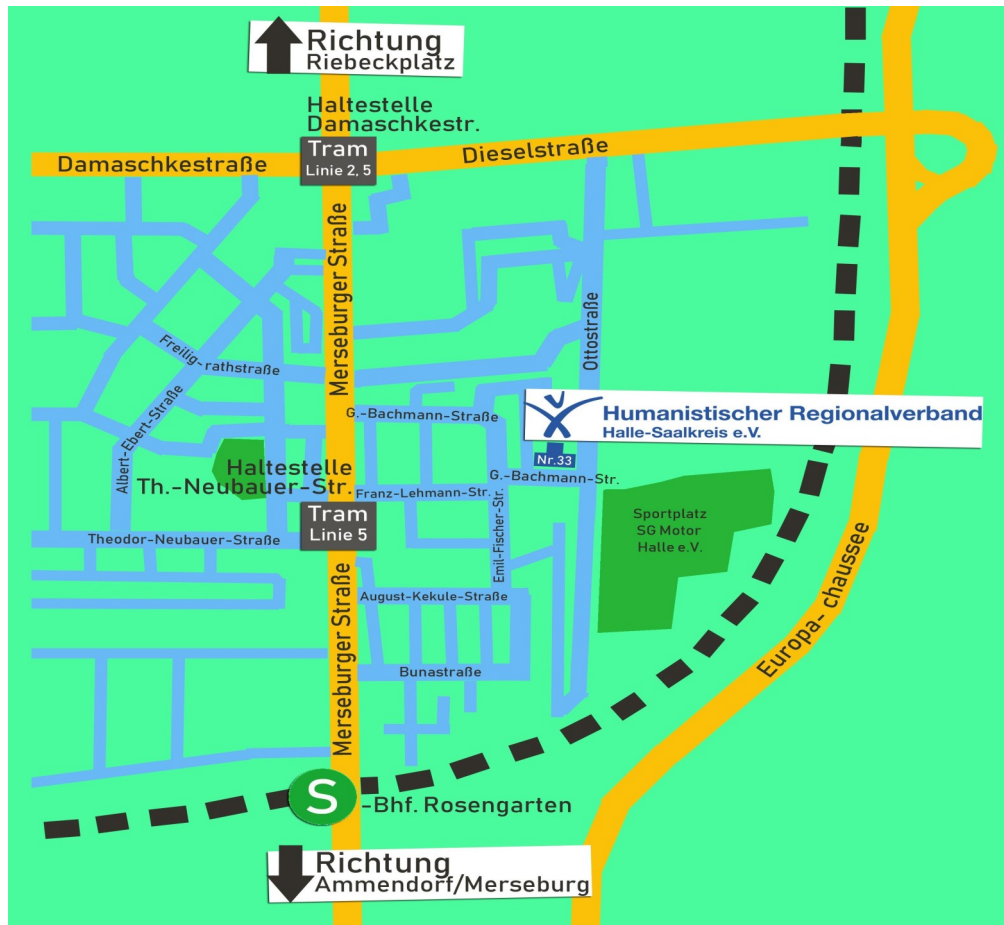 Richtung
Riebeckplatz
Haltestelle
Damaschkestr.
Damaschkestraße
Tram
Linie 2, 5
Dieselstraße
Merseburger Straße
Ottostraße
Freilig-rathstraße
Albert-Ebert-Straße
G.-Bachmann-Straße
Humanistischer Regionalverband
Halle-Saalkreis e.V.
Nr.33
G.-Bachmann-Str.
Haltestelle
Th.-Neubauer-Str.
Franz-Lehmann-Str.
Emil-Fischer-Str.
Tram
Linie 5
Theodor-Neubauer-Straße
Sportplatz
SG Motor
Halle e.V.
August-Kekule-Straße
Merseburger Straße
Bunastraße
Europa-chaussee
S
-Bhf. Rosengarten
Richtung
Ammendorf/Merseburg